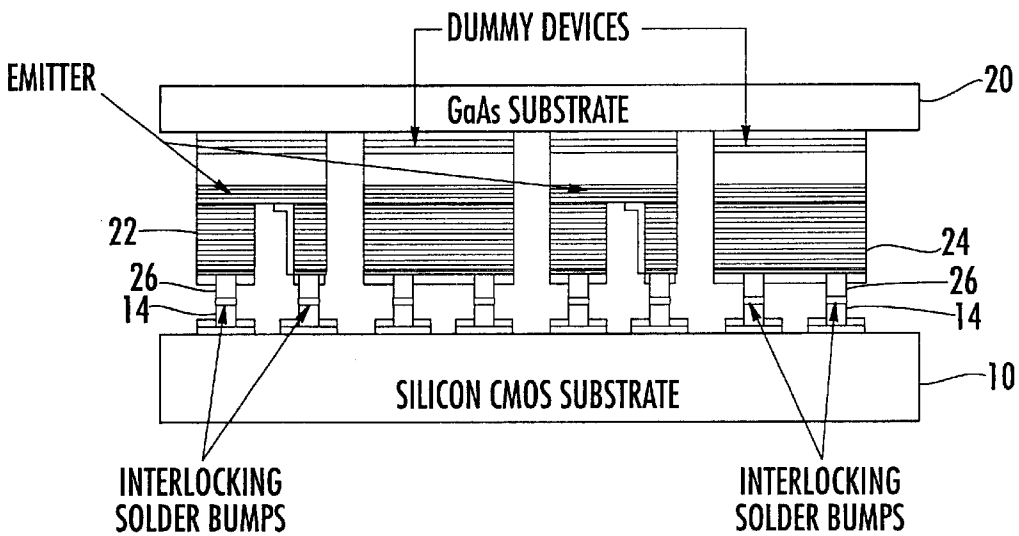 DUMMY DEVICES
EMITTER
20
GaAs SUBSTRATE
22
24
26
26
14
14
10
SILICON CMOS SUBSTRATE
INTERLOCKING
SOLDER BUMPS
INTERLOCKING
SOLDER BUMPS